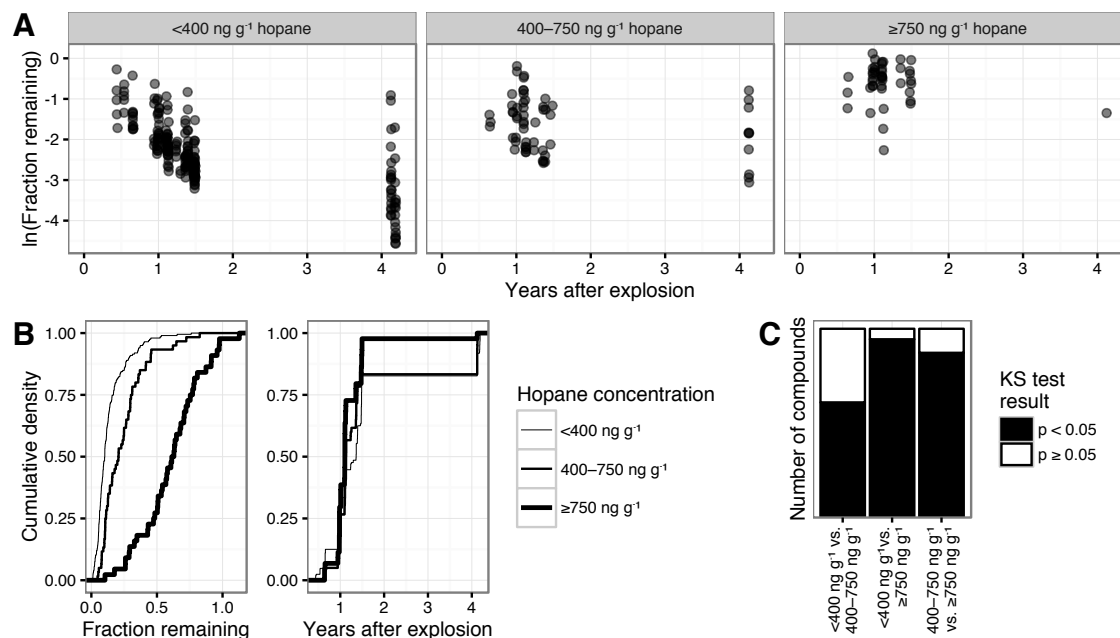 A
<400 ng g⁻¹ hopane
400–750 ng g⁻¹ hopane
≥750 ng g⁻¹ hopane
ln(Fraction remaining)
0
-1
-2
-3
-4
0 1 2 3 4
0 1 2 3 4
0 1 2 3 4
Years after explosion
B
Cumulative density
1.00
0.75
0.50
0.25
0.00
0.0 0.5 1.0
Fraction remaining
1.00
0.75
0.50
0.25
0.00
1 2 3 4
Years after explosion
Hopane concentration
<400 ng g⁻¹
400–750 ng g⁻¹
≥750 ng g⁻¹
C
Number of compounds
<400 ng g⁻¹ vs.
400–750 ng g⁻¹
<400 ng g⁻¹vs.
≥750 ng g⁻¹
400–750 ng g⁻¹
vs. ≥750 ng g⁻¹
KS test
result
p < 0.05
p ≥ 0.05